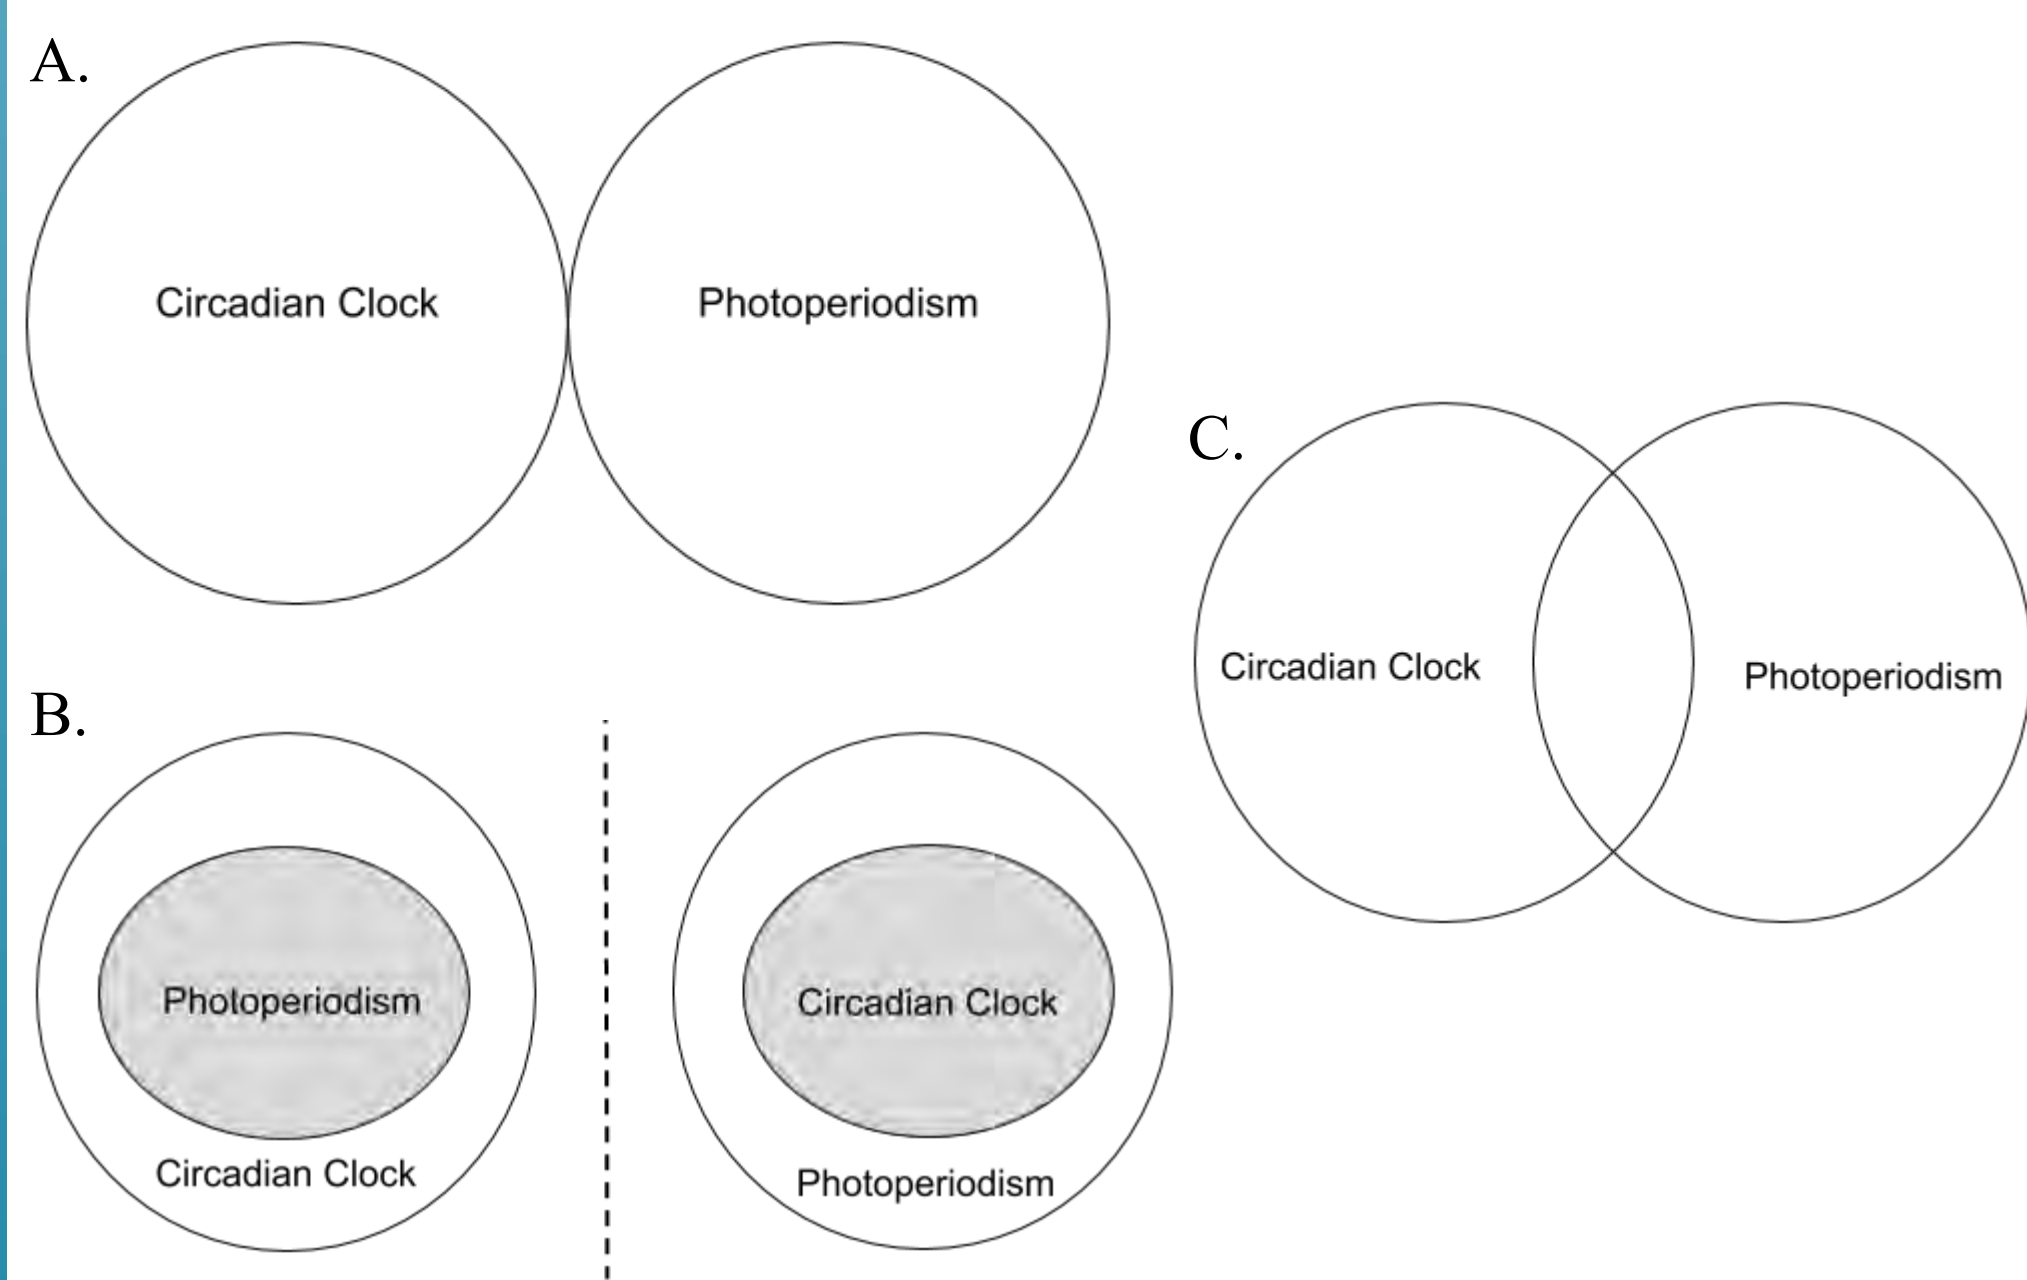 A.
Circadian Clock
Photoperiodism
C.
Circadian Clock
Photoperiodism
B.
Photoperiodism
Circadian Clock
Circadian Clock
Photoperiodism